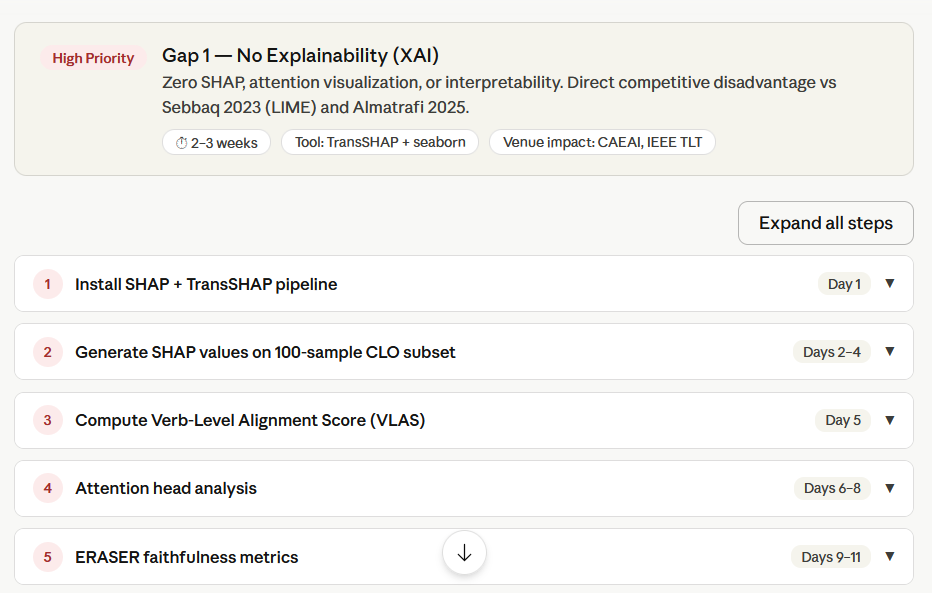 High Priority
Gap 1 — No Explainability (XAI)
Zero SHAP, attention visualization, or interpretability. Direct competitive disadvantage vs
Sebbaq 2023 (LIME) and Almatrafi 2025.
⏱ 2–3 weeks
Tool: TransSHAP + seaborn
Venue impact: CAEAI, IEEE TLT
Expand all steps
1 Install SHAP + TransSHAP pipeline Day 1 ▼
2 Generate SHAP values on 100-sample CLO subset Days 2–4 ▼
3 Compute Verb-Level Alignment Score (VLAS) Day 5 ▼
4 Attention head analysis Days 6–8 ▼
5 ERASER faithfulness metrics Days 9–11 ▼